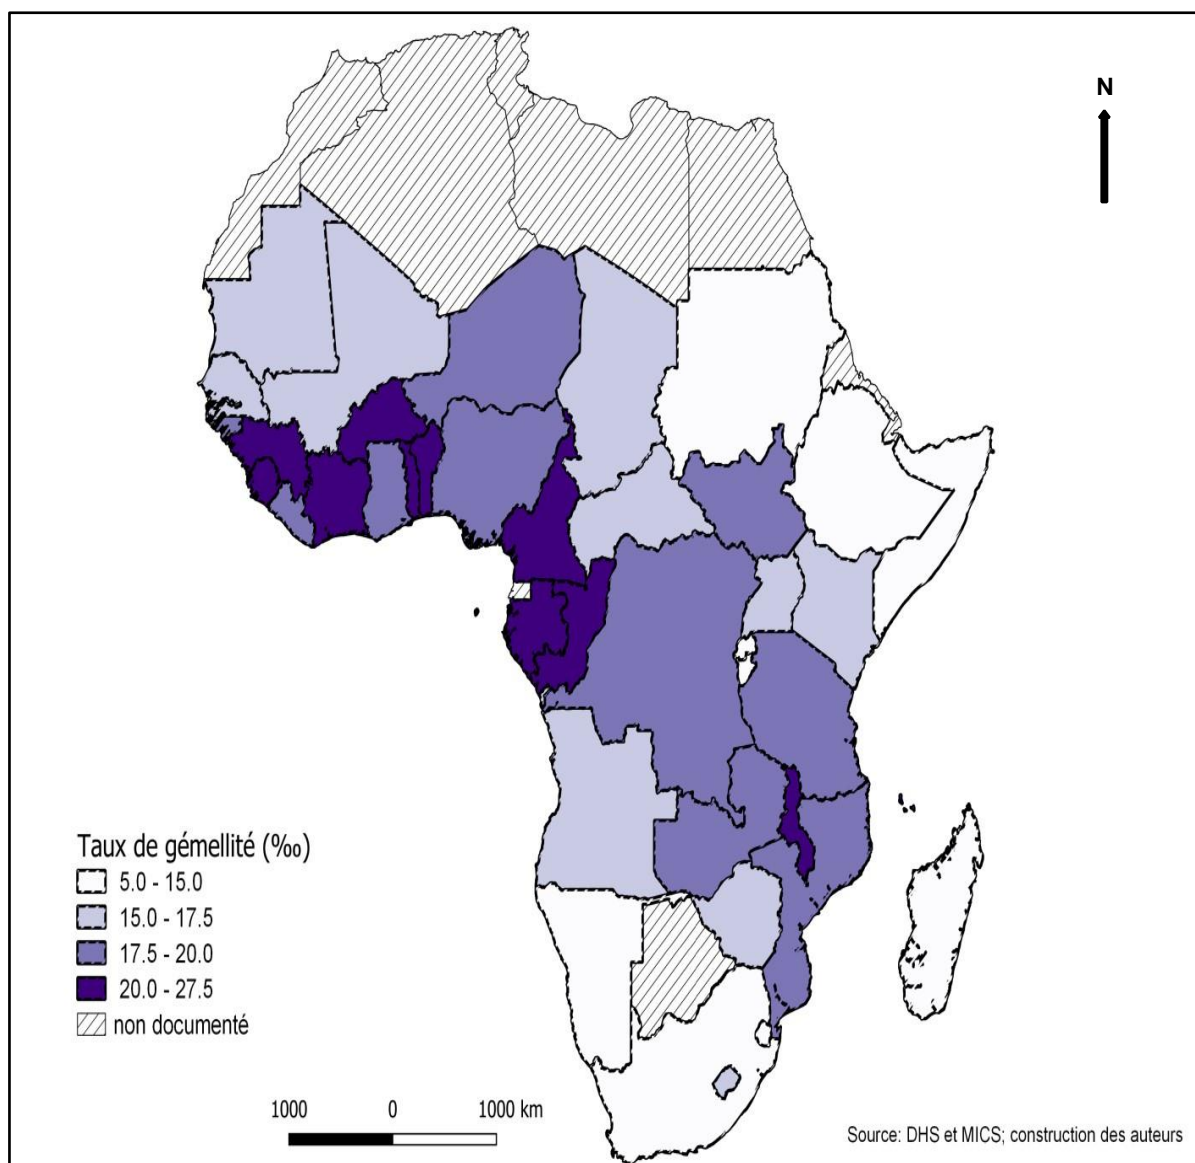 N
Taux de gémellité (‰)
5.0 - 15.0
15.0 - 17.5
17.5 - 20.0
20.0 - 27.5
non documenté
1000 0 1000 km
Source: DHS et MICS; construction des auteurs